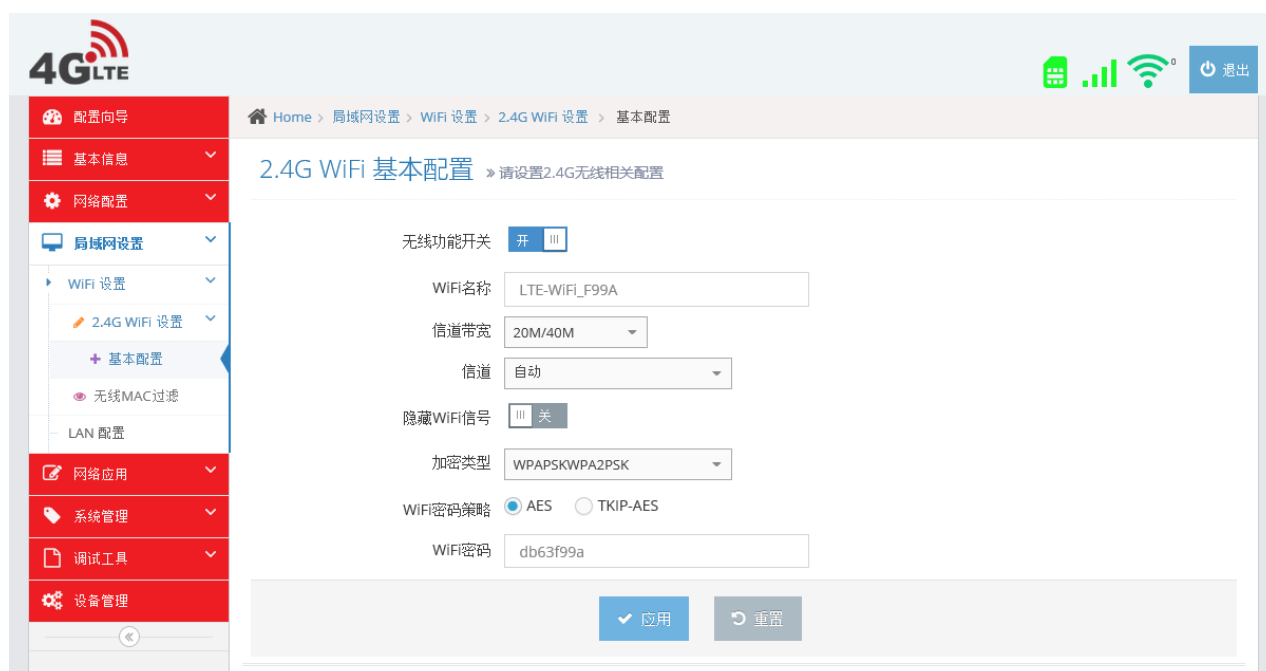 4G LTE
0
退出
配置向导
基本信息
网络配置
局域网设置
WiFi 设置
2.4G WiFi 设置
基本配置
无线MAC过滤
LAN 配置
网络应用
系统管理
调试工具
设备管理
Home > 局域网设置 > WiFi 设置 > 2.4G WiFi 设置 > 基本配置
2.4G WiFi 基本配置 » 请设置2.4G无线相关配置
无线功能开关 开
WiFi名称 LTE-WiFi_F99A
信道带宽 20M/40M
信道 自动
隐藏WiFi信号 关
加密类型 WPAPSKWPA2PSK
WiFi密码策略 AES TKIP-AES
WiFi密码 db63f99a
应用 重置